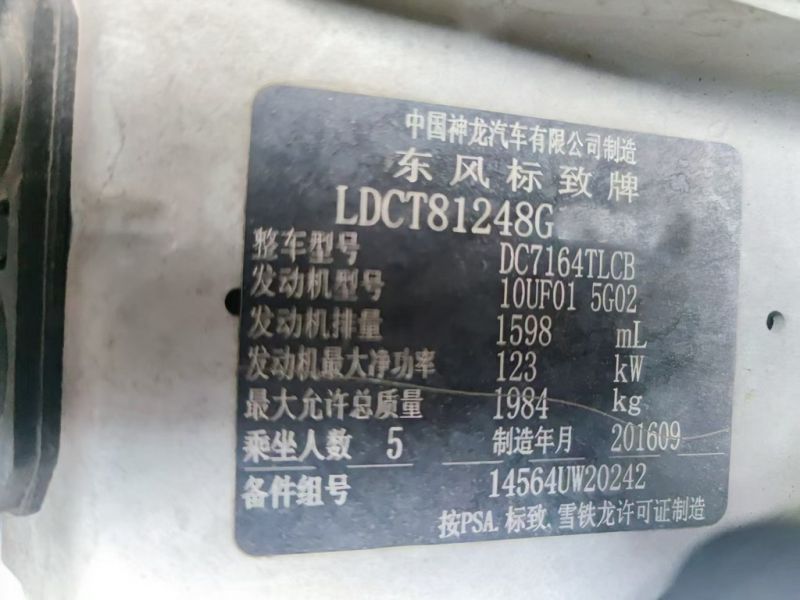 中国神龙汽车有限公司制造
东风标致牌
LDCT81248G
整车型号 DC7164TLCB
发动机型号 10UF01 5G02
发动机排量 1598 mL
发动机最大净功率 123 kW
最大允许总质量 1984 kg
乘坐人数 5 制造年月 201609
备件组号 14564UW20242
按PSA.标致.雪铁龙许可证制造